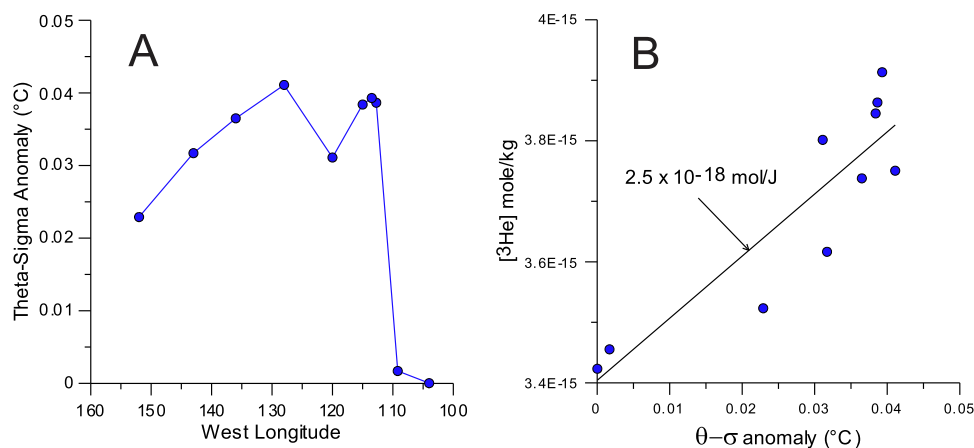 A
0.05
0.04
0.03
0.02
0.01
0
Theta-Sigma Anomaly (°C)
160 150 140 130 120 110 100
West Longitude
B
4E-15
3.8E-15
3.6E-15
3.4E-15
[³He] mole/kg
2.5 x 10-18 mol/J
0 0.01 0.02 0.03 0.04 0.05
θ−σ anomaly (°C)